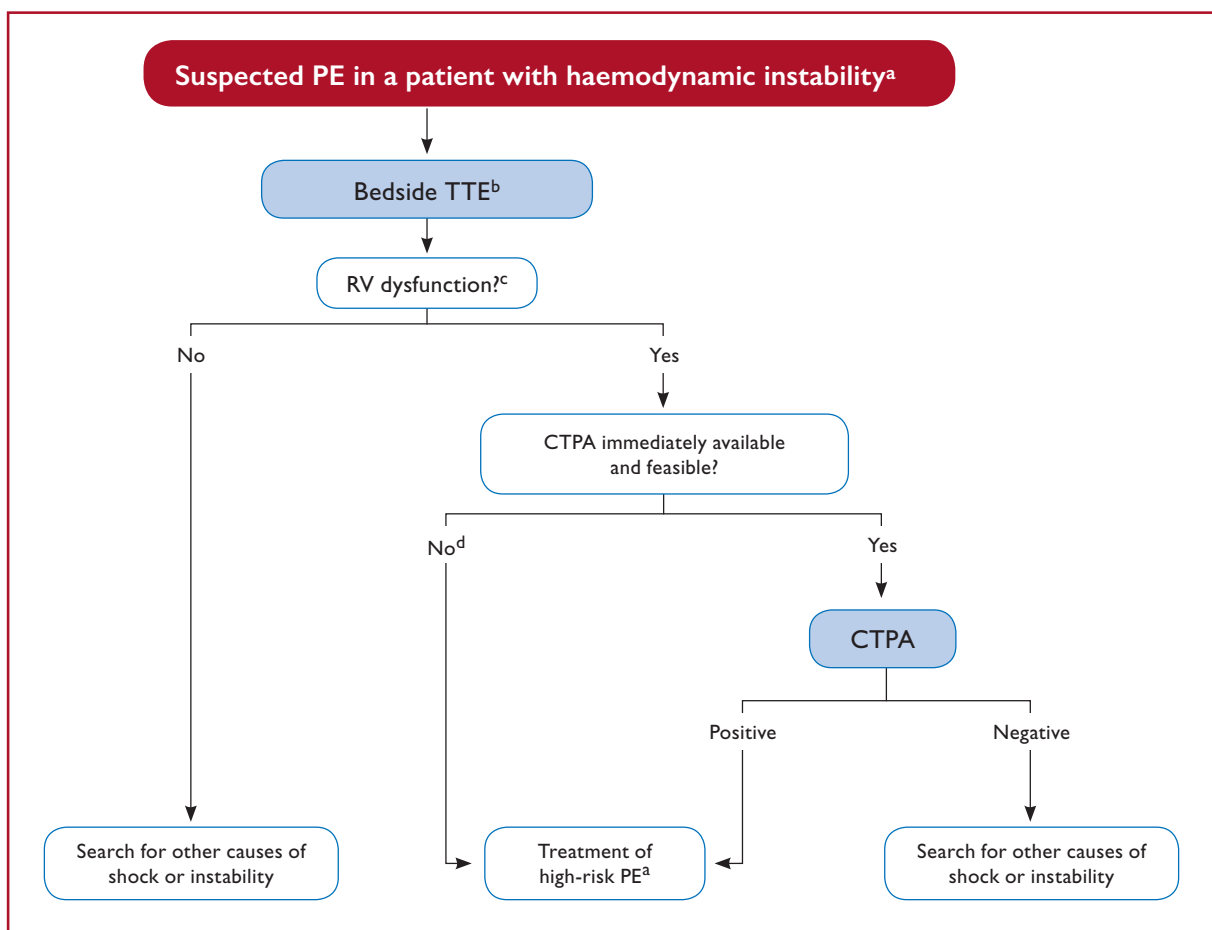 Suspected PE in a patient with haemodynamic instabilityᵃ
Bedside TTEᵇ
RV dysfunction?ᶜ
No
Yes
CTPA immediately available
and feasible?
Noᵈ
Yes
CTPA
Positive
Negative
Search for other causes of
shock or instability
Treatment of
high-risk PEᵃ
Search for other causes of
shock or instability